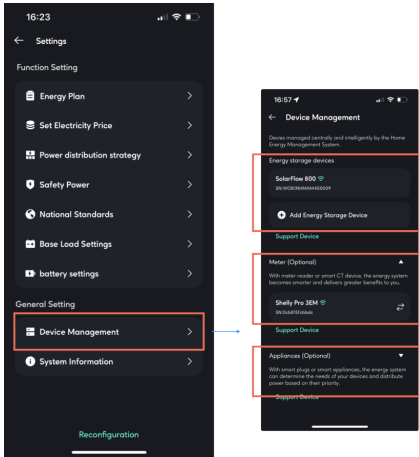 16:23
Settings
Function Setting
Energy Plan
Set Electricity Price
Power distribution strategy
Safety Power
National Standards
Base Load Settings
battery settings
General Setting
Device Management
System Information
Reconfiguration
16:57
Device Management
Devies managed centrally and intelligently by the Home
Energy Management System.
Energy storage devices
SolarFlow 800
Add Energy Storage Device
Support Device
Meter (Optional)
With meter reader or smart CT device, the energy system
becomes smarter and delivers greater benefits to you.
Shelly Pro 3EM
Support Device
Appliances (Optional)
With smart plugs or smart appliances, the energy system
can determine the needs of your devices and distribute
power based on their priority.
Support Device